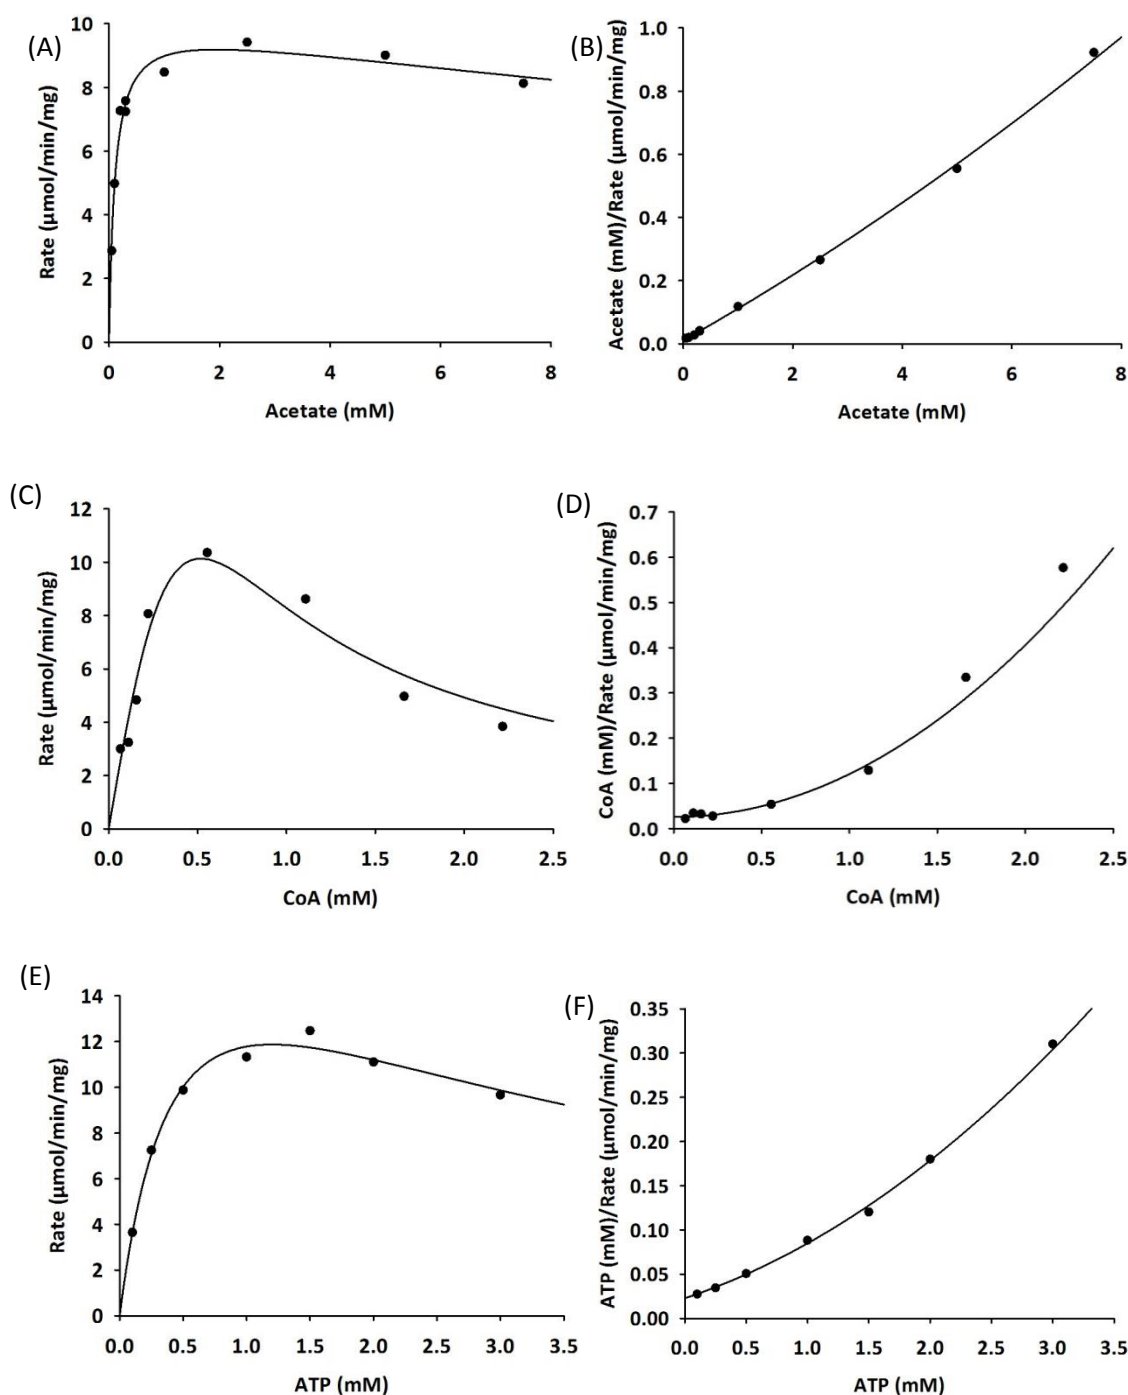 (A)
Rate (µmol/min/mg)
10
8
6
4
2
0
0 2 4 6 8
Acetate (mM)
(B)
Acetate (mM)/Rate (µmol/min/mg)
1.0
0.8
0.6
0.4
0.2
0.0
0 2 4 6 8
Acetate (mM)
(C)
Rate (µmol/min/mg)
12
10
8
6
4
2
0
0.0 0.5 1.0 1.5 2.0 2.5
CoA (mM)
(D)
CoA (mM)/Rate (µmol/min/mg)
0.7
0.6
0.5
0.4
0.3
0.2
0.1
0.0
0.0 0.5 1.0 1.5 2.0 2.5
CoA (mM)
(E)
Rate (µmol/min/mg)
14
12
10
8
6
4
2
0
0.0 0.5 1.0 1.5 2.0 2.5 3.0 3.5
ATP (mM)
(F)
ATP (mM)/Rate (µmol/min/mg)
0.35
0.30
0.25
0.20
0.15
0.10
0.05
0.00
0.0 0.5 1.0 1.5 2.0 2.5 3.0 3.5
ATP (mM)